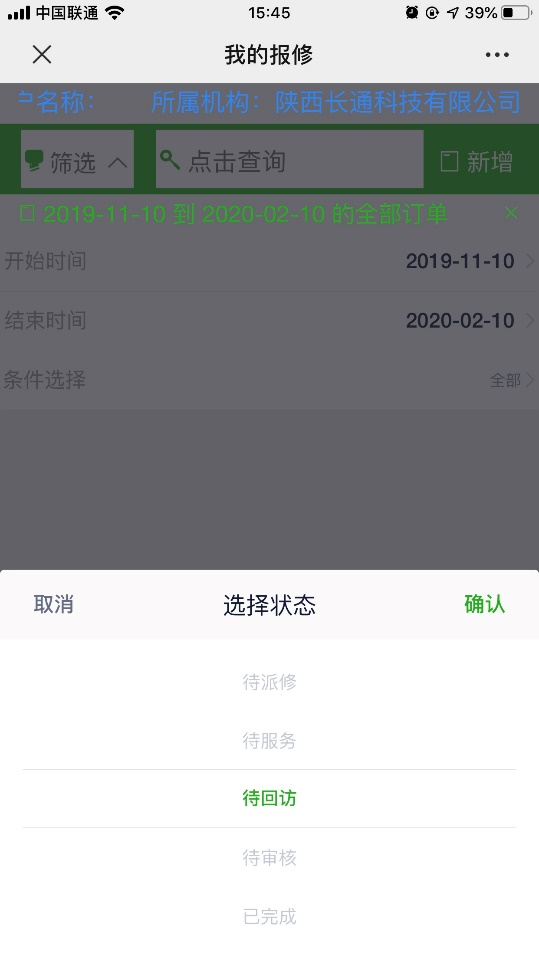 中国联通 15:45 39%
我的报修
名称： 所属机构：陕西长通科技有限公司
筛选 点击查询 新增
2019-11-10 到 2020-02-10 的全部订单
开始时间 2019-11-10
结束时间 2020-02-10
条件选择 全部
取消 选择状态 确认
待派修
待服务
待回访
待审核
已完成